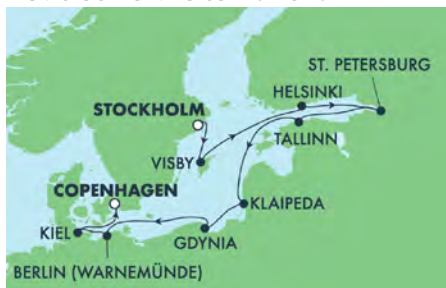 ST. PETERSBURG
HELSINKI
STOCKHOLM
TALLINN
VISBY
COPENHAGEN
KLAIPEDA
KIEL
GDYNIA
BERLIN (WARNEMÜNDE)